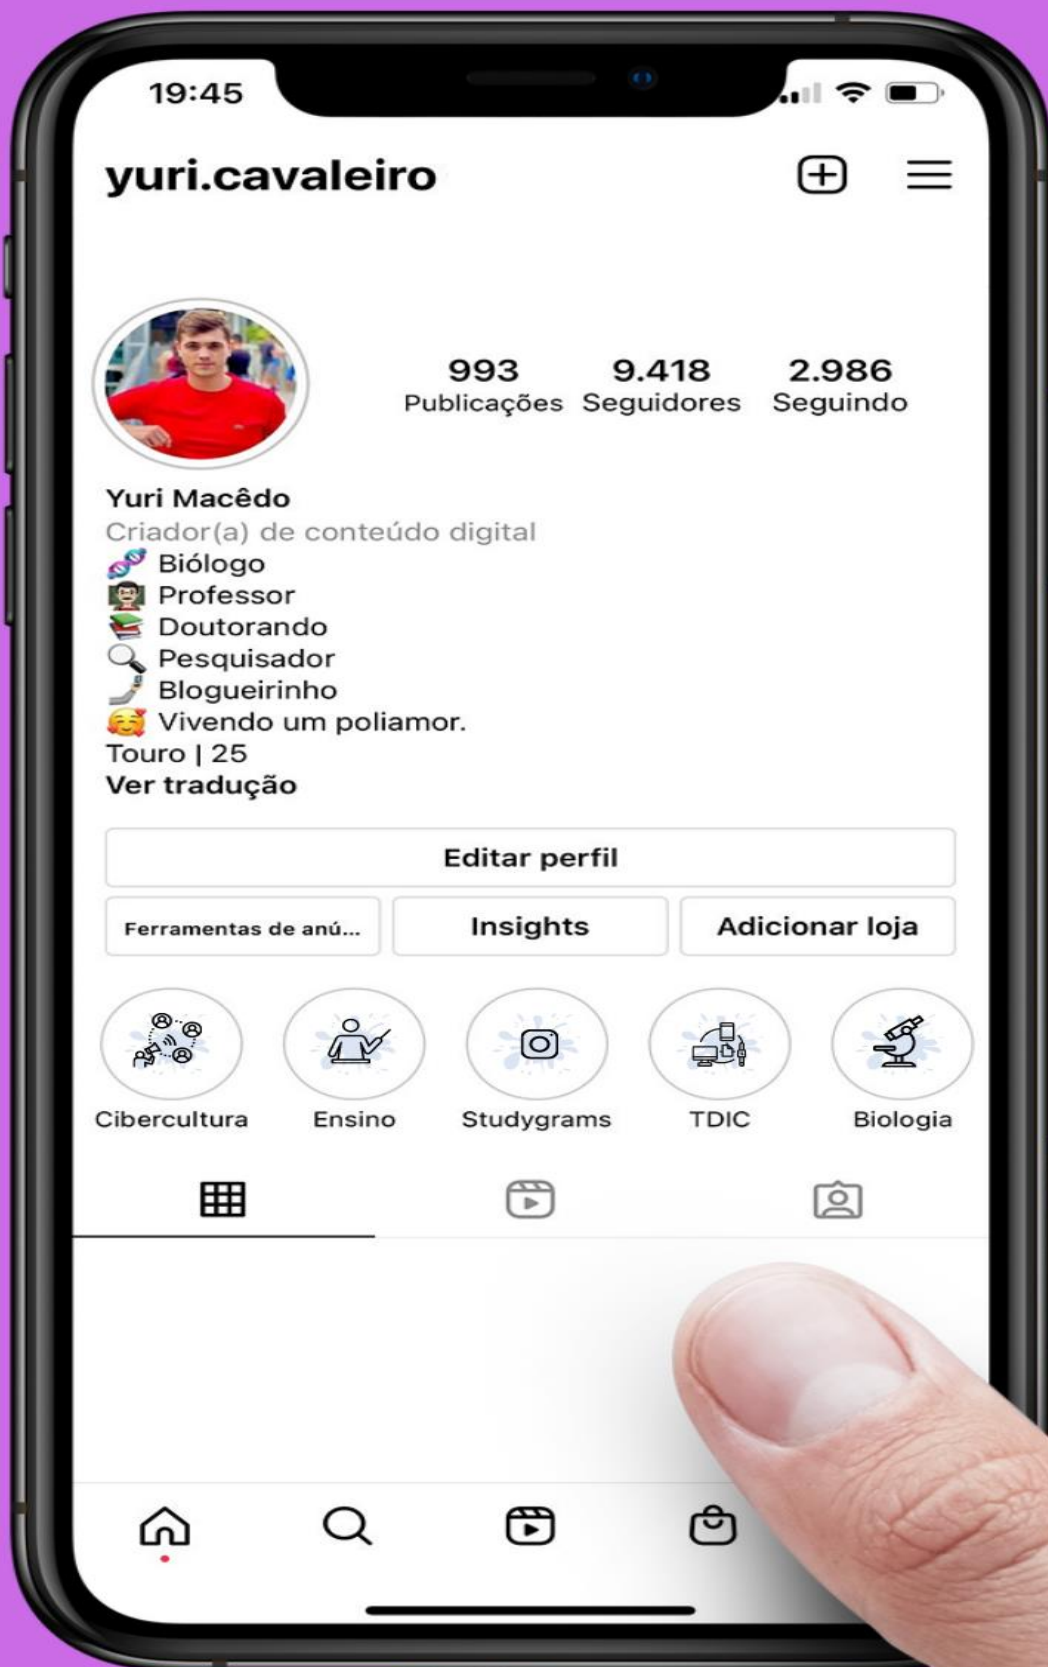 19:45
yuri.cavaleiro
993 9.418 2.986
Publicações Seguidores Seguindo
Yuri Macêdo
Criador(a) de conteúdo digital
🧬 Biólogo
👨🏻‍🏫 Professor
📚 Doutorando
🔍 Pesquisador
🤳🏻 Blogueirinho
🥰 Vivendo um poliamor.
Touro | 25
Ver tradução
Editar perfil
Ferramentas de anú... Insights Adicionar loja
Cibercultura Ensino Studygrams TDIC Biologia